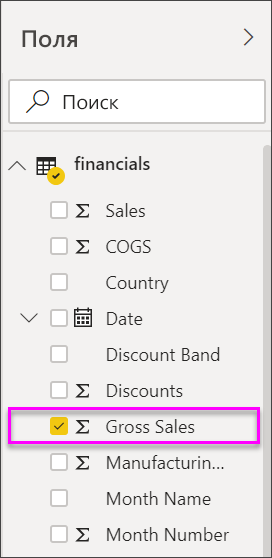 Поля
Поиск
financials
Sales
COGS
Country
Date
Discount Band
Discounts
Gross Sales
Manufacturin...
Month Name
Month Number